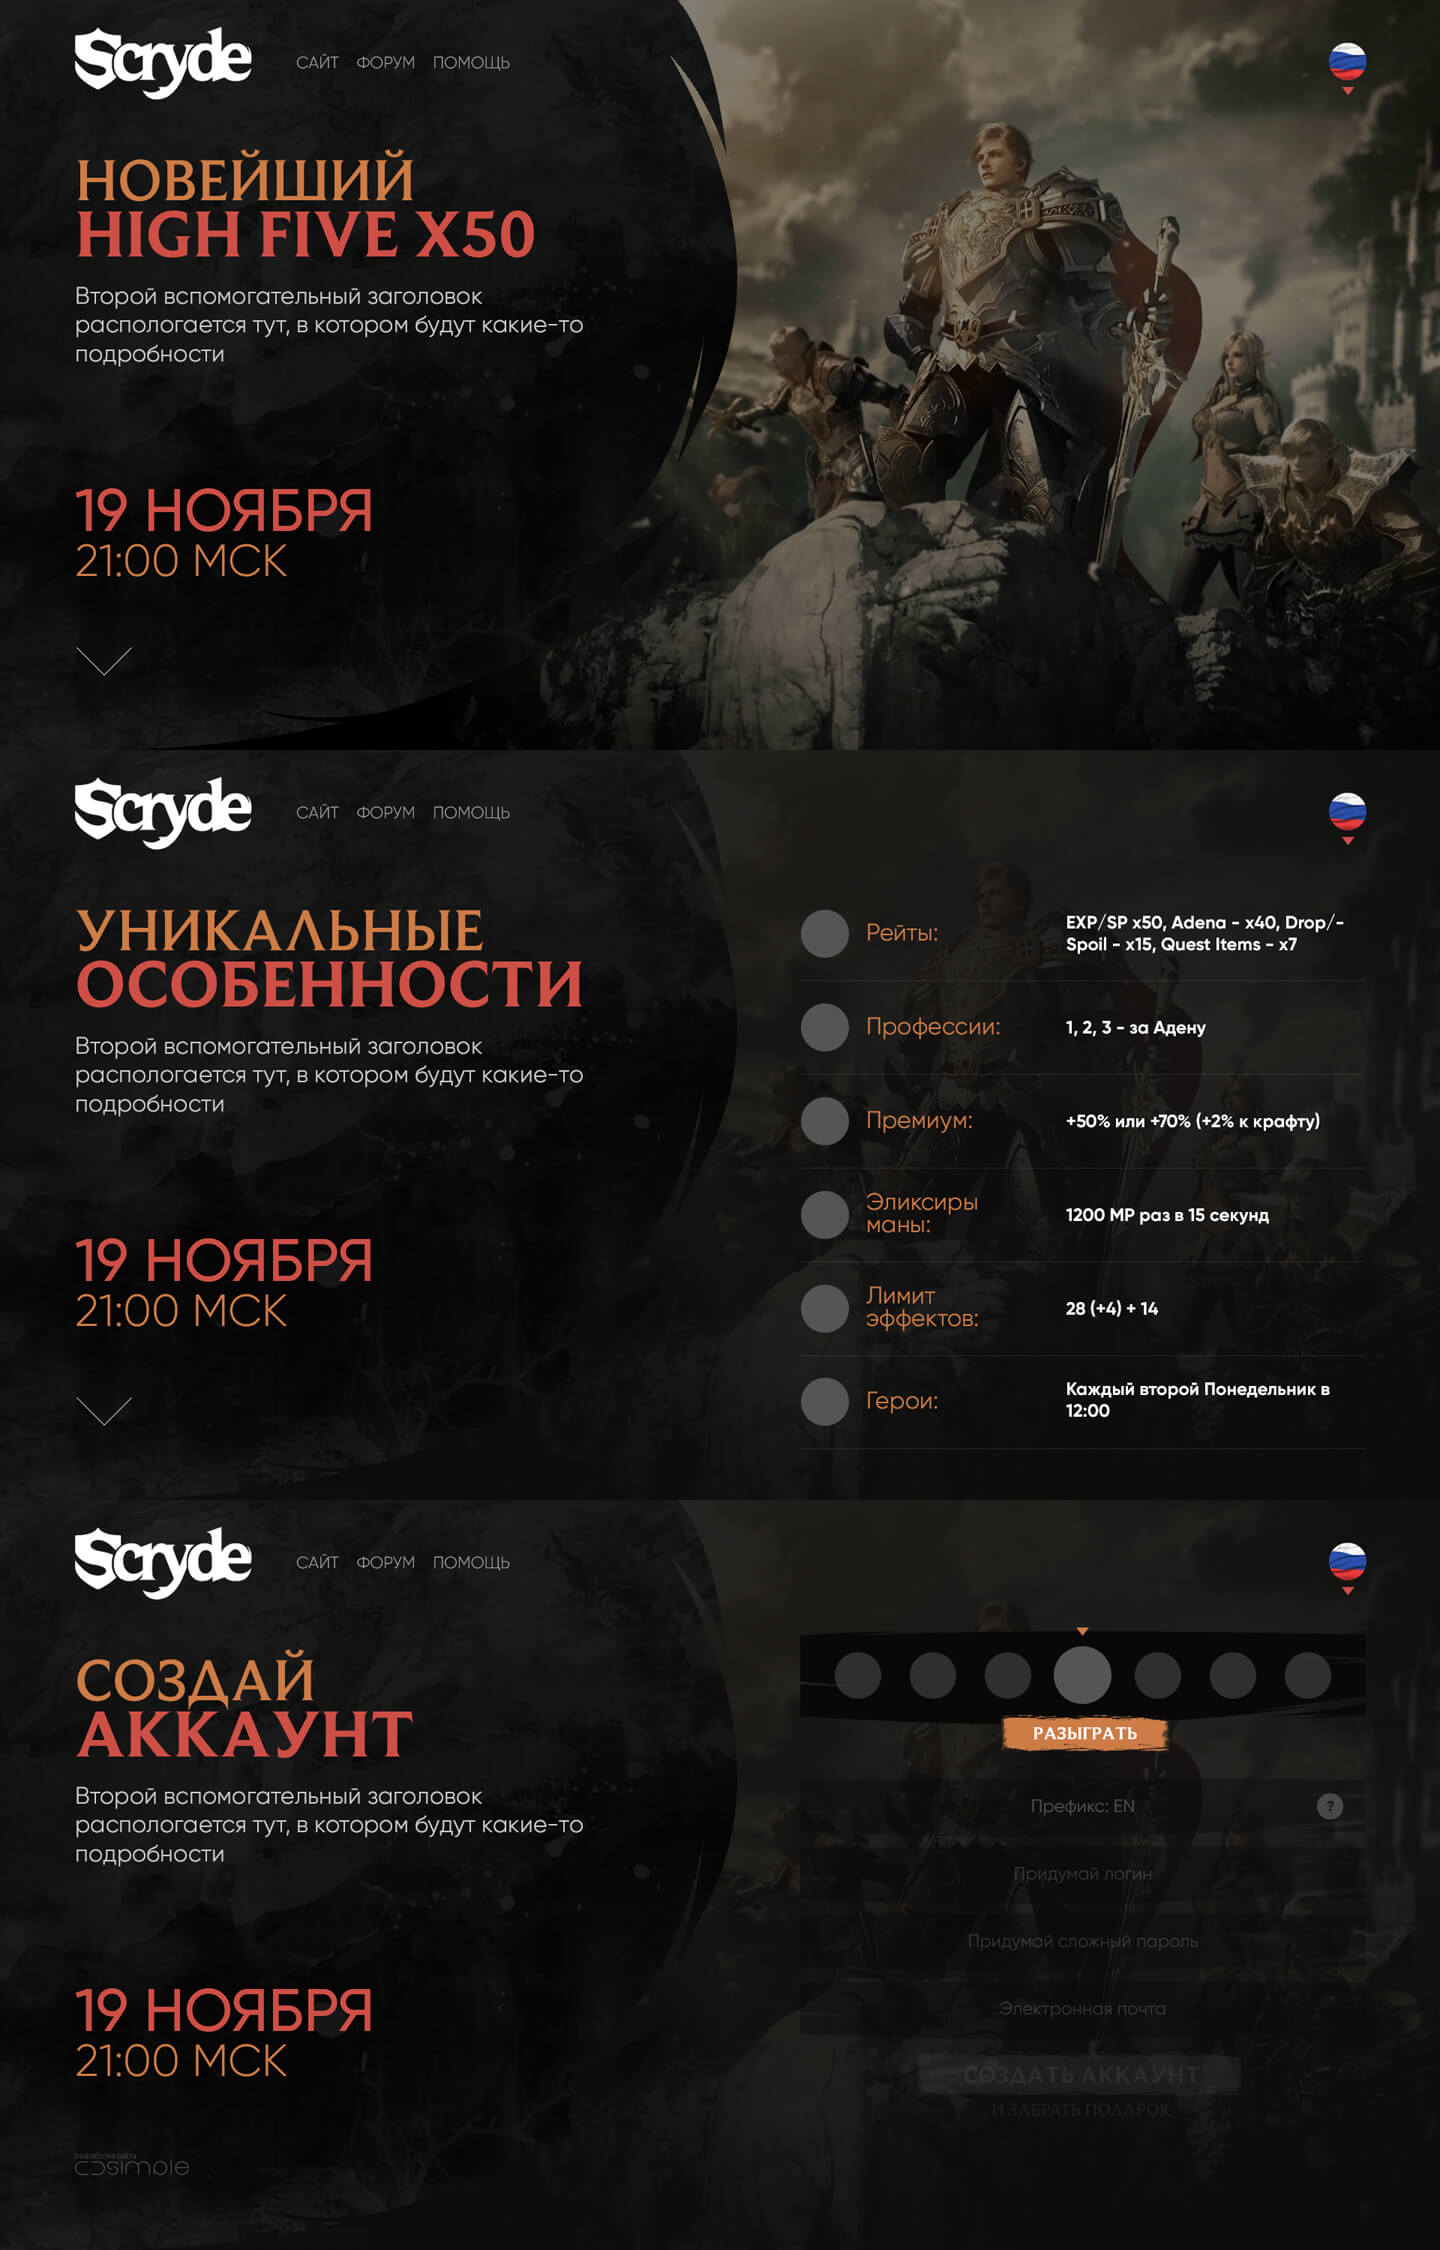 Scryde
САЙТ ФОРУМ ПОМОЩЬ
НОВЕЙШИЙ
HIGH FIVE X50
Второй вспомогательный заголовок
распологается тут, в котором будут какие-то
подробности
19 НОЯБРЯ
21:00 МСК
Scryde
САЙТ ФОРУМ ПОМОЩЬ
УНИКАЛЬНЫЕ
ОСОБЕННОСТИ
Второй вспомогательный заголовок
распологается тут, в котором будут какие-то
подробности
19 НОЯБРЯ
21:00 МСК
Рейты:
EXP/SP x50, Adena - x40, Drop/-
Spoil - x15, Quest Items - x7
Профессии:
1, 2, 3 - за Адену
Премиум:
+50% или +70% (+2% к крафту)
Эликсиры
маны:
1200 MP раз в 15 секунд
Лимит
эффектов:
28 (+4) + 14
Герои:
Каждый второй Понедельник в
12:00
Scryde
САЙТ ФОРУМ ПОМОЩЬ
СОЗДАЙ
АККАУНТ
Второй вспомогательный заголовок
распологается тут, в котором будут какие-то
подробности
19 НОЯБРЯ
21:00 МСК
разработка сайта
cosimple
РАЗЫГРАТЬ
Префикс: EN
?
Придумай логин
Придумай сложный пароль
Электронная почта
СОЗДАТЬ АККАУНТ
И ЗАБРАТЬ ПОДАРОК